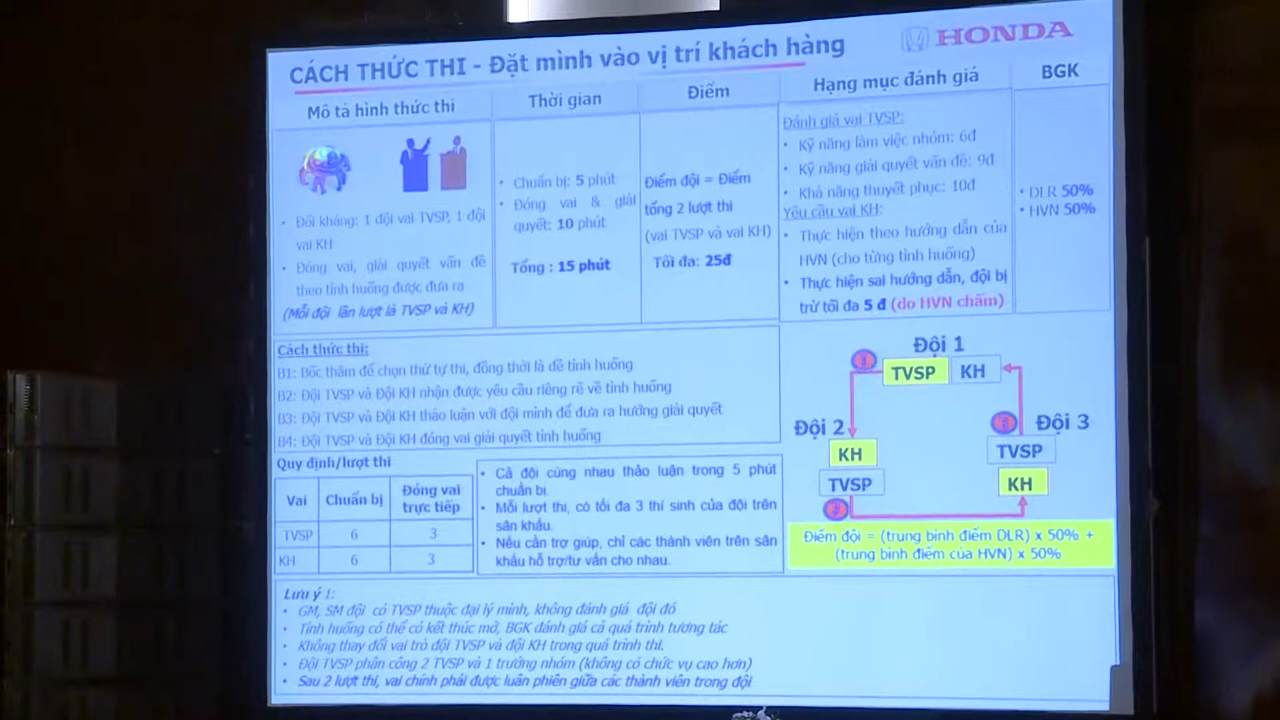 CÁCH THỨC THI - Đặt mình vào vị trí khách hàng
HONDA
Mô tả hình thức thi
Thời gian
Điểm
Hạng mục đánh giá
BGK
• Đối kháng: 1 đội vai TVSP, 1 đội
vai KH
• Đóng vai, giải quyết vấn đề
theo tình huống được đưa ra
(Mỗi đội lần lượt là TVSP và KH)
• Chuẩn bị: 5 phút
• Đóng vai & giải
quyết: 10 phút
Tổng : 15 phút
Điểm đội = Điểm
tổng 2 lượt thi
(vai TVSP và vai KH)
Tối đa: 25đ
Đánh giá vai TVSP:
• Kỹ năng làm việc nhóm: 6đ
• Kỹ năng giải quyết vấn đề: 9đ
• Khả năng thuyết phục: 10đ
Yêu cầu vai KH:
• Thực hiện theo hướng dẫn của
HVN (cho từng tình huống)
• Thực hiện sai hướng dẫn, đội bị
trừ tối đa 5 đ (do HVN chấm)
• DLR 50%
• HVN 50%
Cách thức thi:
B1: Bốc thăm để chọn thứ tự thi, đồng thời là đề tình huống
B2: Đội TVSP và Đội KH nhận được yêu cầu riêng rẽ về tình huống
B3: Đội TVSP và Đội KH thảo luận với đội mình để đưa ra hướng giải quyết
B4: Đội TVSP và Đội KH đóng vai giải quyết tình huống
Quy định/lượt thi
Vai
Chuẩn bị
Đóng vai
trực tiếp
TVSP 6 3
KH 6 3
• Cả đội cùng nhau thảo luận trong 5 phút
chuẩn bị.
• Mỗi lượt thi, có tối đa 3 thí sinh của đội trên
sân khấu.
• Nếu cần trợ giúp, chỉ các thành viên trên sân
khấu hỗ trợ/tư vấn cho nhau.
Đội 1
TVSP KH
Đội 2
KH
TVSP
Đội 3
TVSP
KH
Điểm đội = (trung bình điểm DLR) x 50% +
(trung bình điểm của HVN) x 50%
Lưu ý 1:
• GM, SM đội có TVSP thuộc đại lý mình, không đánh giá đội đó
• Tình huống có thể có kết thúc mở, BGK đánh giá cả quá trình tương tác
• Không thay đổi vai trò đội TVSP và đội KH trong quá trình thi.
• Đội TVSP phân công 2 TVSP và 1 trưởng nhóm (không có chức vụ cao hơn)
• Sau 2 lượt thi, vai chính phải được luân phiên giữa các thành viên trong đội